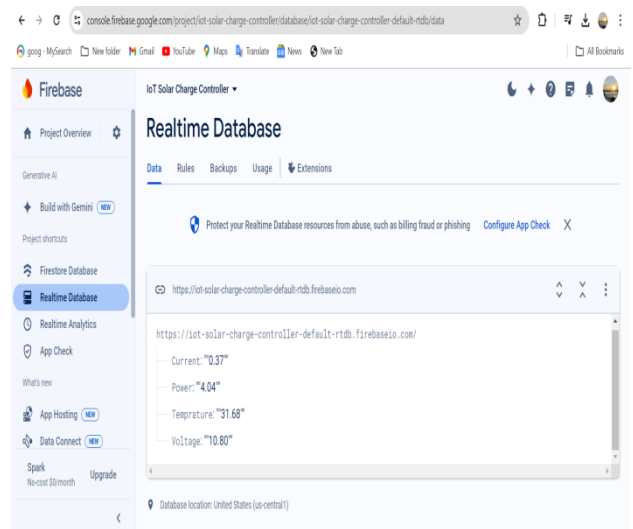 console.firebase.google.com/project/iot-solar-charge-controller/database/iot-solar-charge-controller-default-rtdb/data
goog - MySearch New folder Gmail YouTube Maps Translate News New Tab All Bookmarks
Firebase
IoT Solar Charge Controller
Project Overview
Realtime Database
Data Rules Backups Usage Extensions
Generative AI
Build with Gemini NEW
Protect your Realtime Database resources from abuse, such as billing fraud or phishing Configure App Check
Project shortcuts
Firestore Database
Realtime Database
Realtime Analytics
App Check
https://iot-solar-charge-controller-default-rtdb.firebaseio.com
https://iot-solar-charge-controller-default-rtdb.firebaseio.com/
Current: ""0.37"
Power: ""4.04"
Temprature: ""31.68"
Voltage: ""10.80"
What's new
App Hosting NEW
Data Connect NEW
Spark
No-cost $0/month
Upgrade
Database location: United States (us-central1)